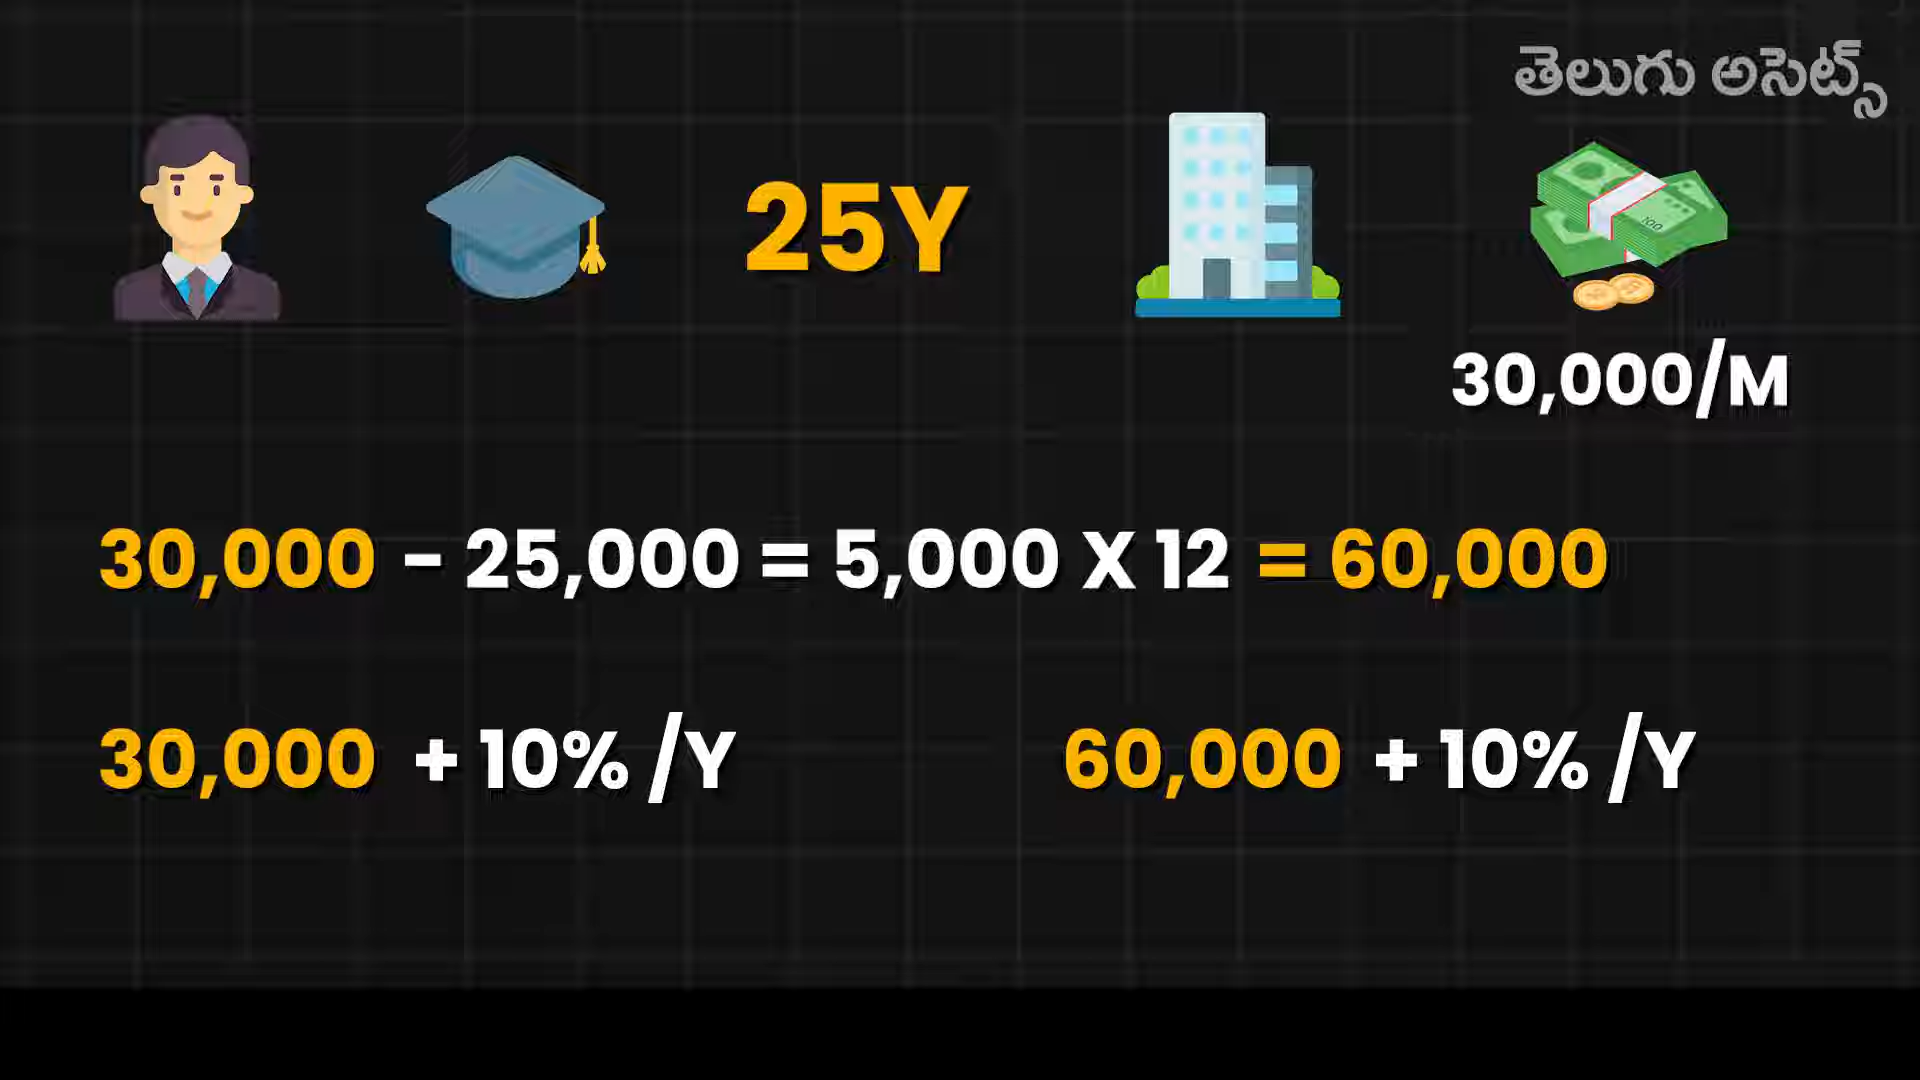 తెలుగు అసెట్స్
25Y
30,000/M
30,000 - 25,000 = 5,000 X 12 = 60,000
30,000 + 10% /Y
60,000 + 10% /Y